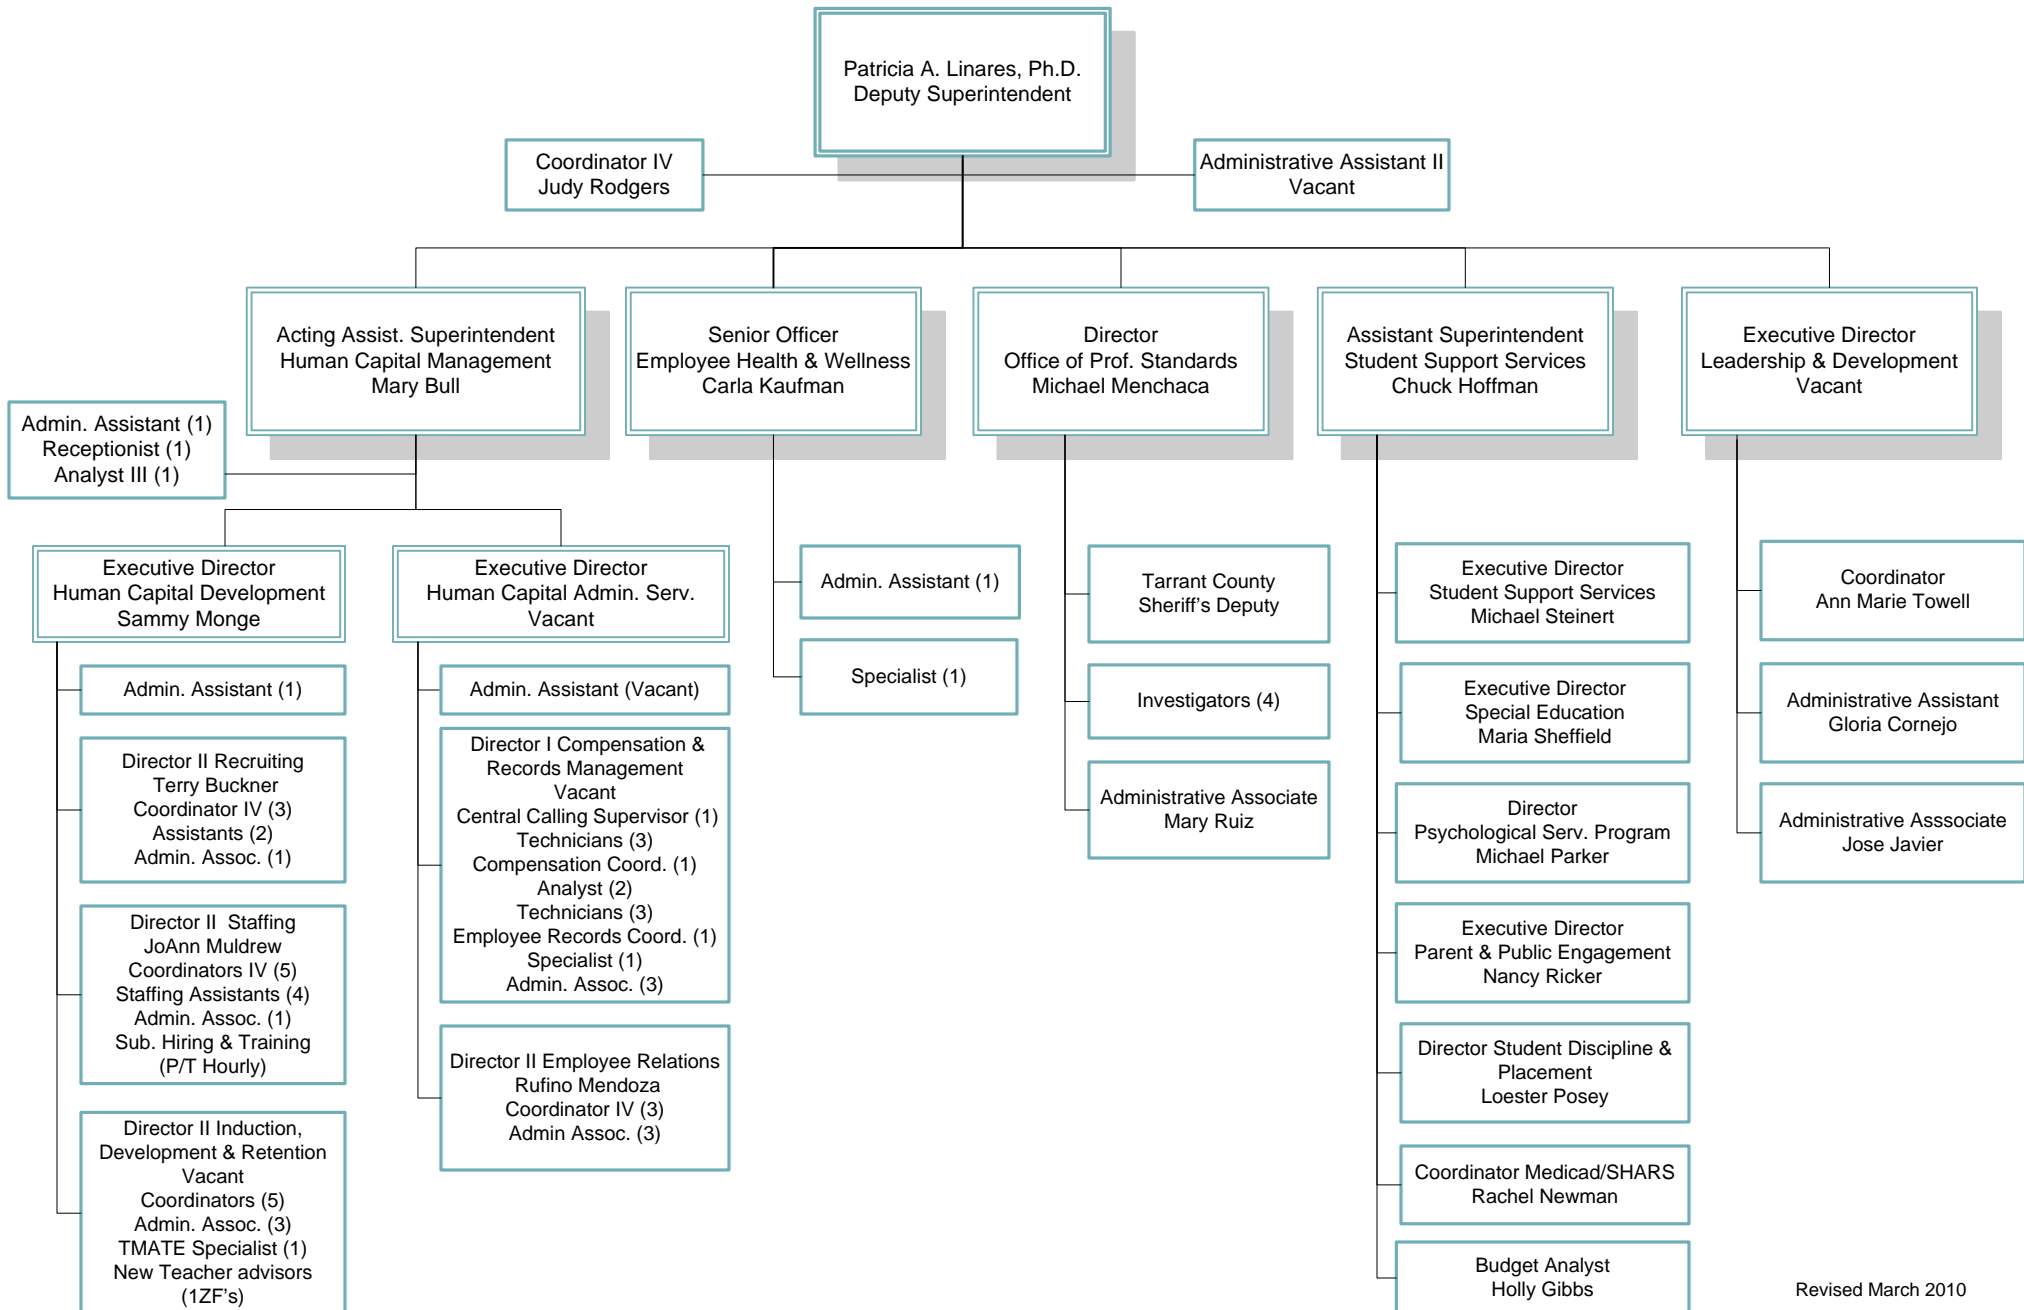 Patricia A. Linares, Ph.D.
Deputy Superintendent
Coordinator IV
Judy Rodgers
Administrative Assistant II
Vacant
Acting Assist. Superintendent
Human Capital Management
Mary Bull
Senior Officer
Employee Health & Wellness
Carla Kaufman
Director
Office of Prof. Standards
Michael Menchaca
Assistant Superintendent
Student Support Services
Chuck Hoffman
Executive Director
Leadership & Development
Vacant
Admin. Assistant (1)
Receptionist (1)
Analyst III (1)
Executive Director
Human Capital Development
Sammy Monge
Admin. Assistant (1)
Director II Recruiting
Terry Buckner
Coordinator IV (3)
Assistants (2)
Admin. Assoc. (1)
Director II  Staffing
JoAnn Muldrew
Coordinators IV (5)
Staffing Assistants (4)
Admin. Assoc. (1)
Sub. Hiring & Training
(P/T Hourly)
Director II Induction,
Development & Retention
Vacant
Coordinators (5)
Admin. Assoc. (3)
TMATE Specialist (1)
New Teacher advisors
(1ZF's)
Executive Director
Human Capital Admin. Serv.
Vacant
Admin. Assistant (Vacant)
Director I Compensation &
Records Management
Vacant
Central Calling Supervisor (1)
Technicians (3)
Compensation Coord. (1)
Analyst (2)
Technicians (3)
Employee Records Coord. (1)
Specialist (1)
Admin. Assoc. (3)
Director II Employee Relations
Rufino Mendoza
Coordinator IV (3)
Admin Assoc. (3)
Admin. Assistant (1)
Specialist (1)
Tarrant County
Sheriff's Deputy
Investigators (4)
Administrative Associate
Mary Ruiz
Executive Director
Student Support Services
Michael Steinert
Executive Director
Special Education
Maria Sheffield
Director
Psychological Serv. Program
Michael Parker
Executive Director
Parent & Public Engagement
Nancy Ricker
Director Student Discipline &
Placement
Loester Posey
Coordinator Medicad/SHARS
Rachel Newman
Budget Analyst
Holly Gibbs
Coordinator
Ann Marie Towell
Administrative Assistant
Gloria Cornejo
Administrative Asssociate
Jose Javier
Revised March 2010